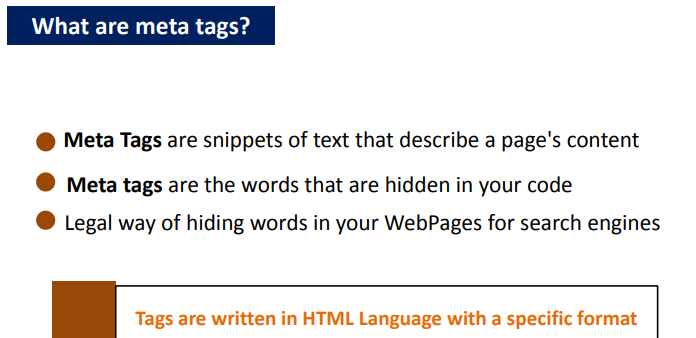 What are meta tags?
Meta Tags are snippets of text that describe a page's content
Meta tags are the words that are hidden in your code
Legal way of hiding words in your WebPages for search engines
Tags are written in HTML Language with a specific format